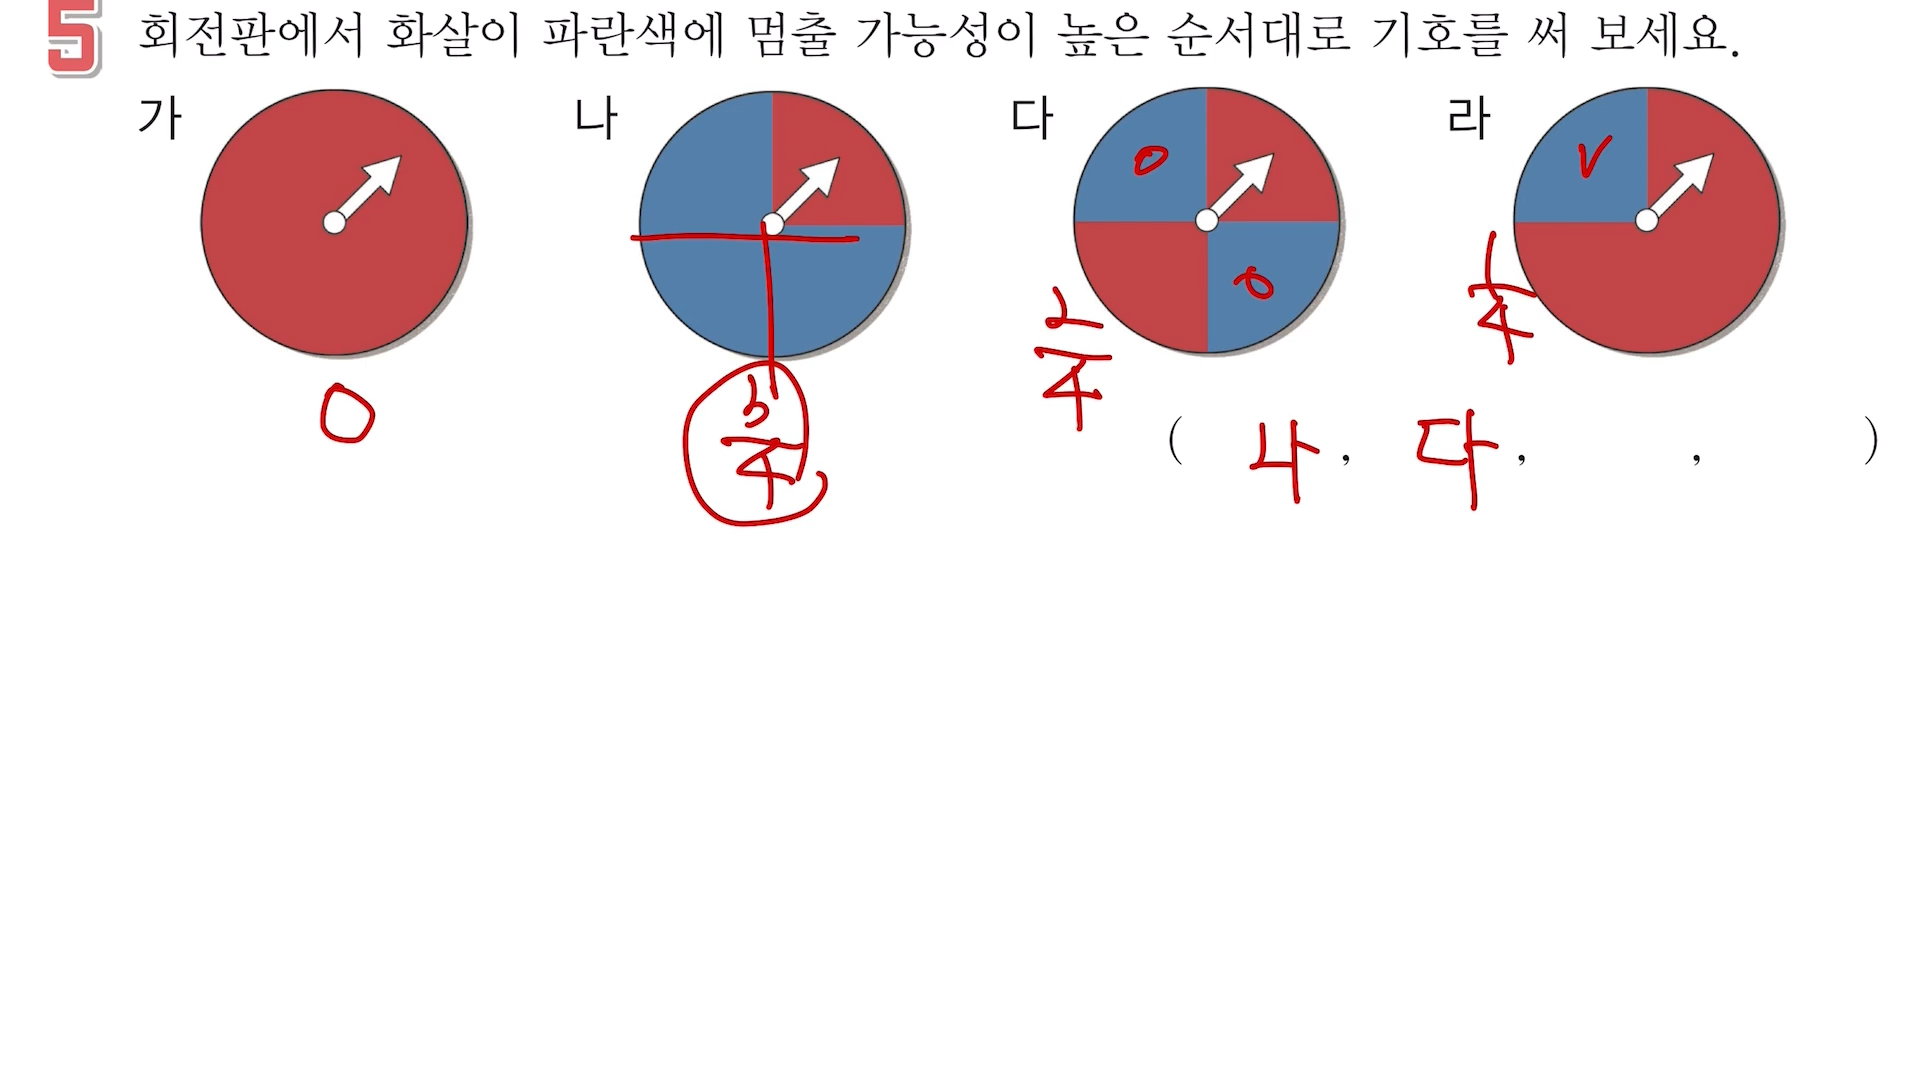 5 회전판에서 화살이 파란색에 멈출 가능성이 높은 순서대로 기호를 써 보세요.
가 나 다 라
0 3/4 2/4 1/4
( 나 , 다 , , )